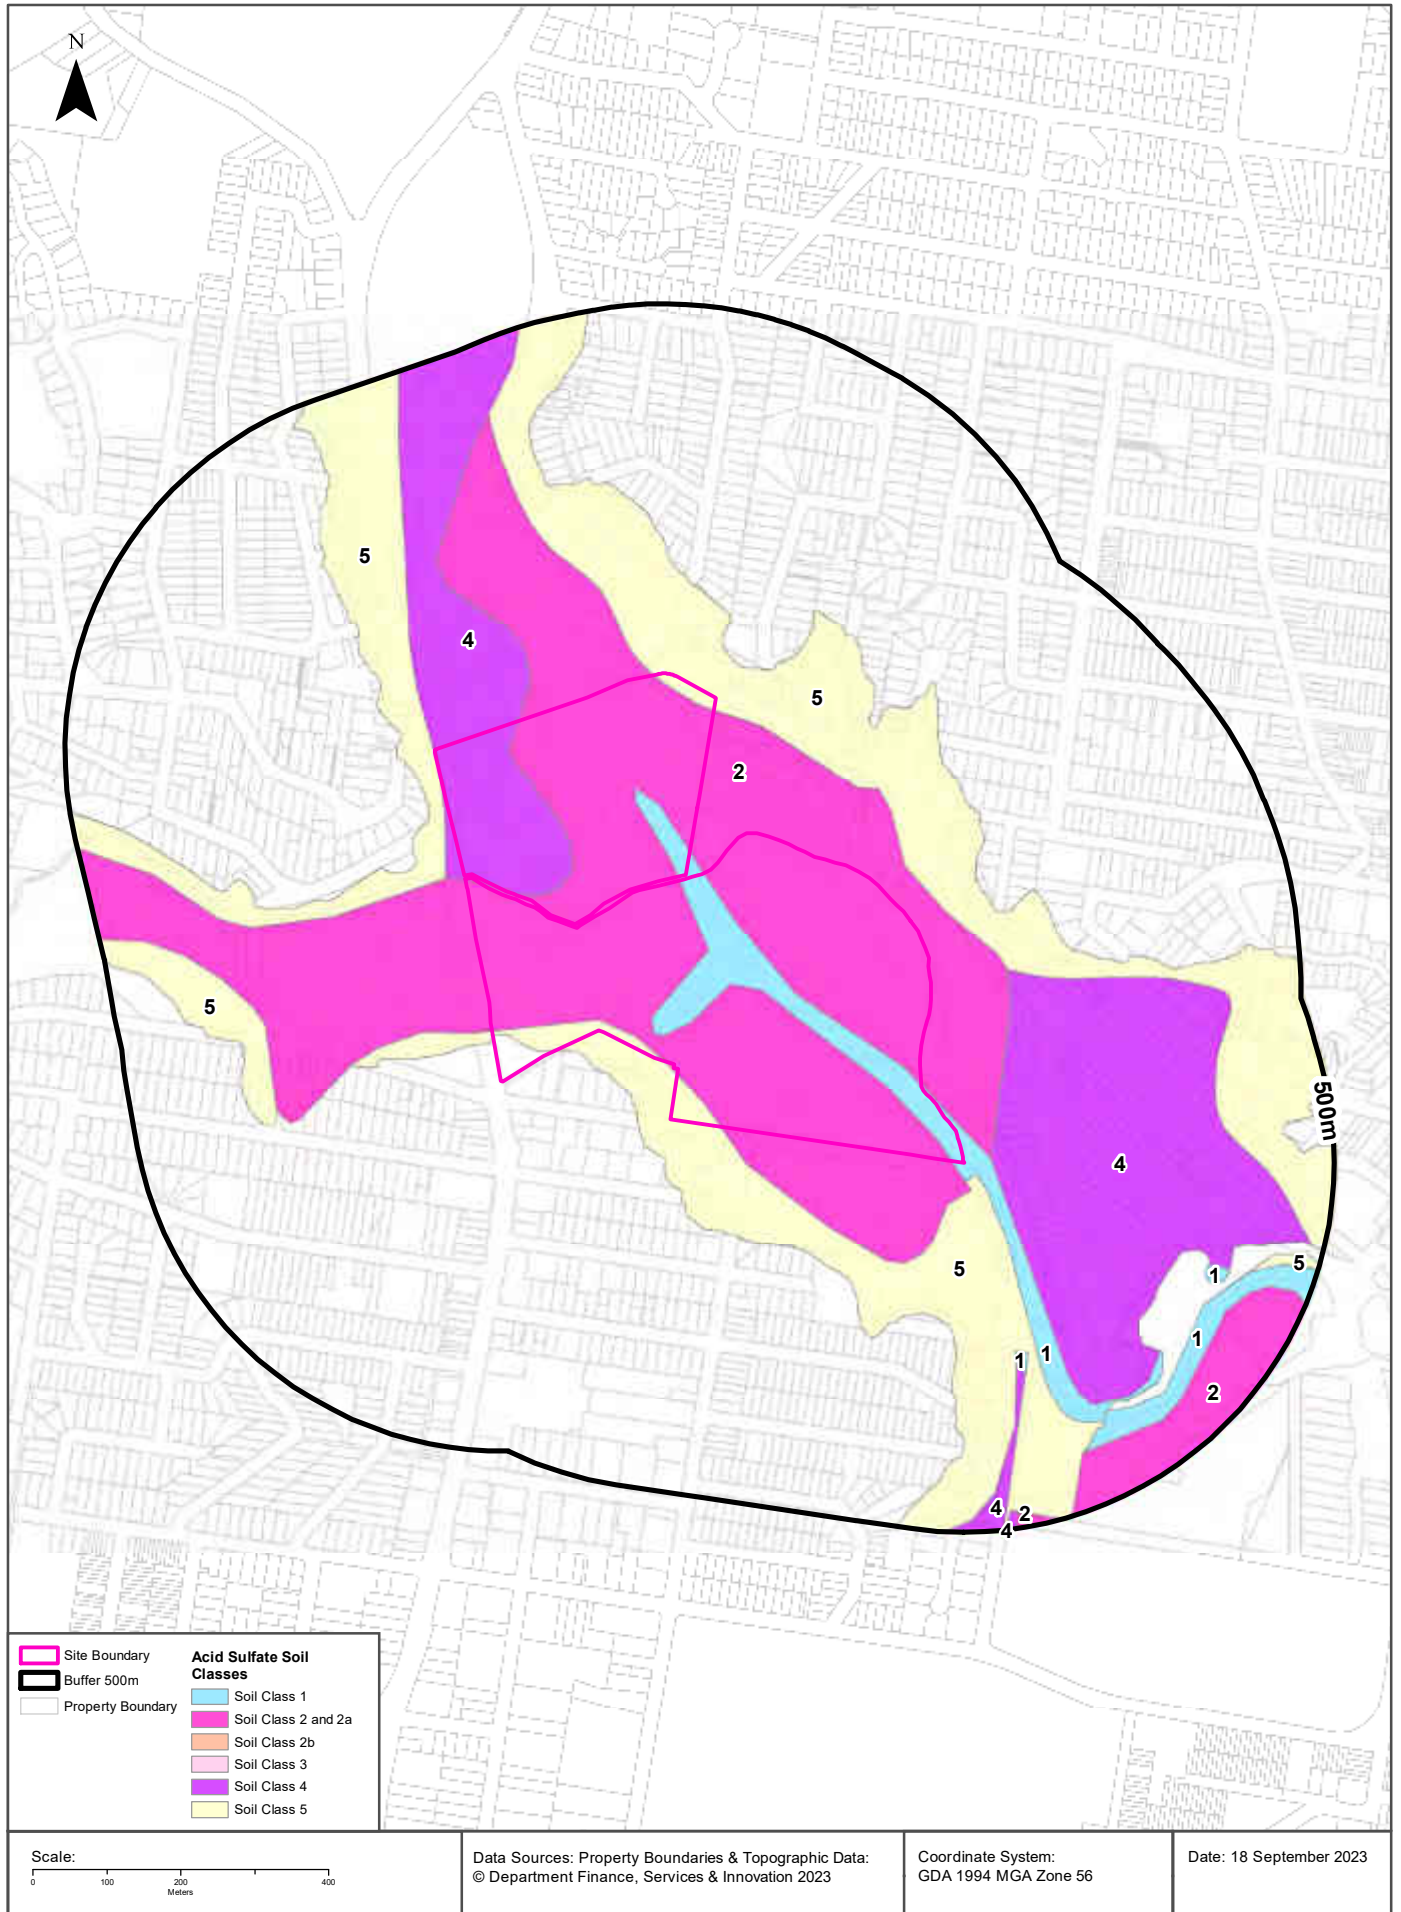 N
5
4
5
2
5
500m
4
5
5
1
1
1
1
2
4
2
4
Site Boundary
Buffer 500m
Property Boundary
Acid Sulfate Soil
Classes
Soil Class 1
Soil Class 2 and 2a
Soil Class 2b
Soil Class 3
Soil Class 4
Soil Class 5
Scale:
0 100 200 400
Meters
Data Sources: Property Boundaries & Topographic Data:
© Department Finance, Services & Innovation 2023
Coordinate System:
GDA 1994 MGA Zone 56
Date: 18 September 2023